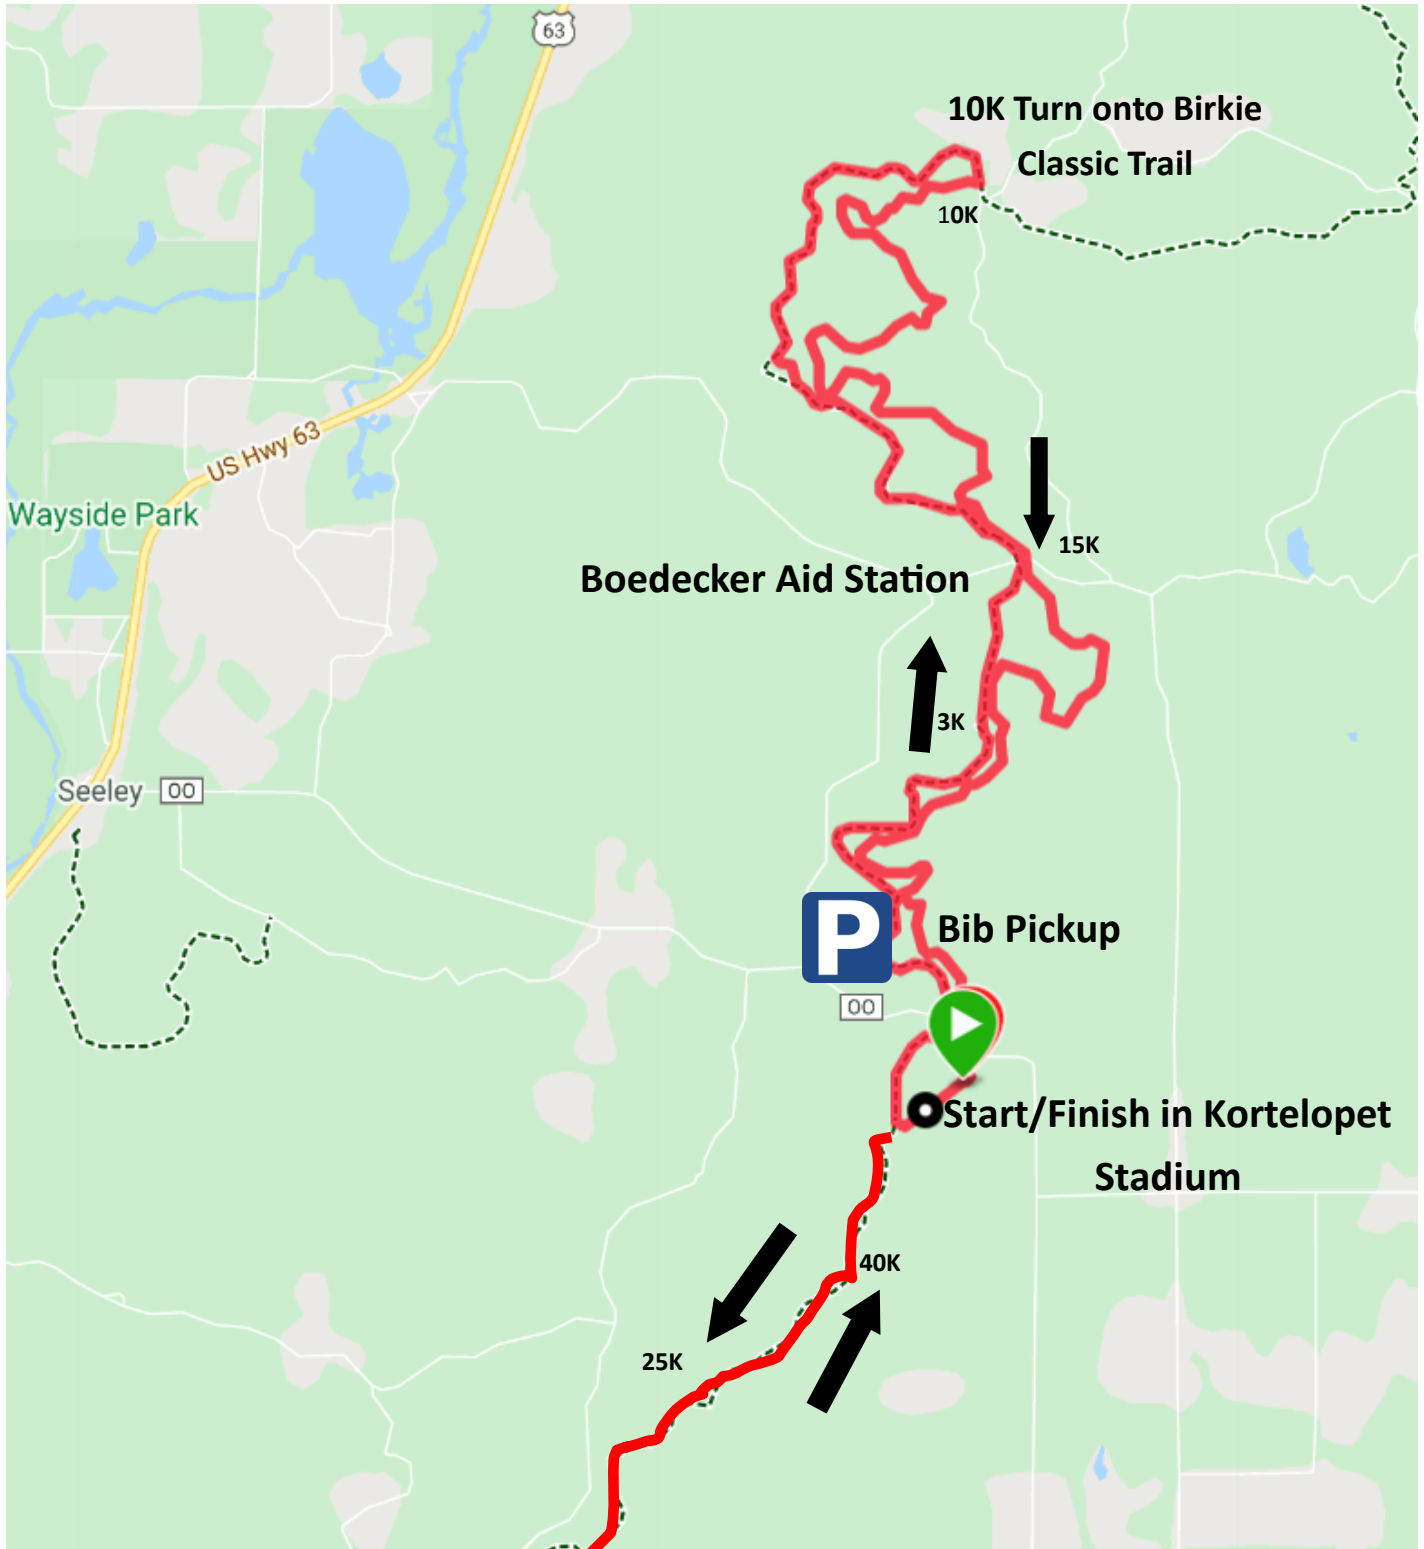 63
10K Turn onto Birkie
Classic Trail
10K
US Hwy 63
Wayside Park
15K
Boedecker Aid Station
3K
Seeley
OO
P
Bib Pickup
OO
Start/Finish in Kortelopet
Stadium
40K
25K